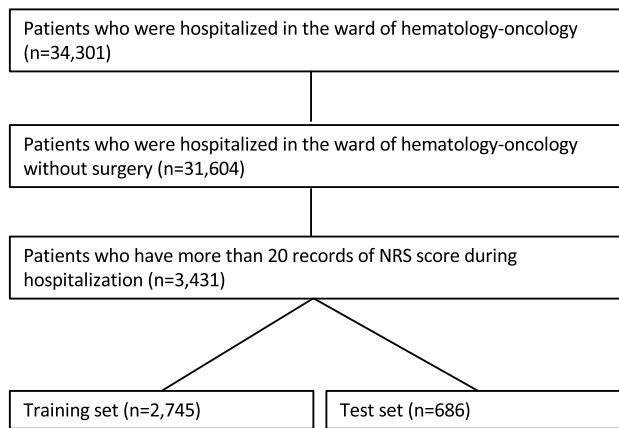 Patients who were hospitalized in the ward of hematology-oncology
(n=34,301)
Patients who were hospitalized in the ward of hematology-oncology
without surgery (n=31,604)
Patients who have more than 20 records of NRS score during
hospitalization (n=3,431)
Training set (n=2,745)
Test set (n=686)